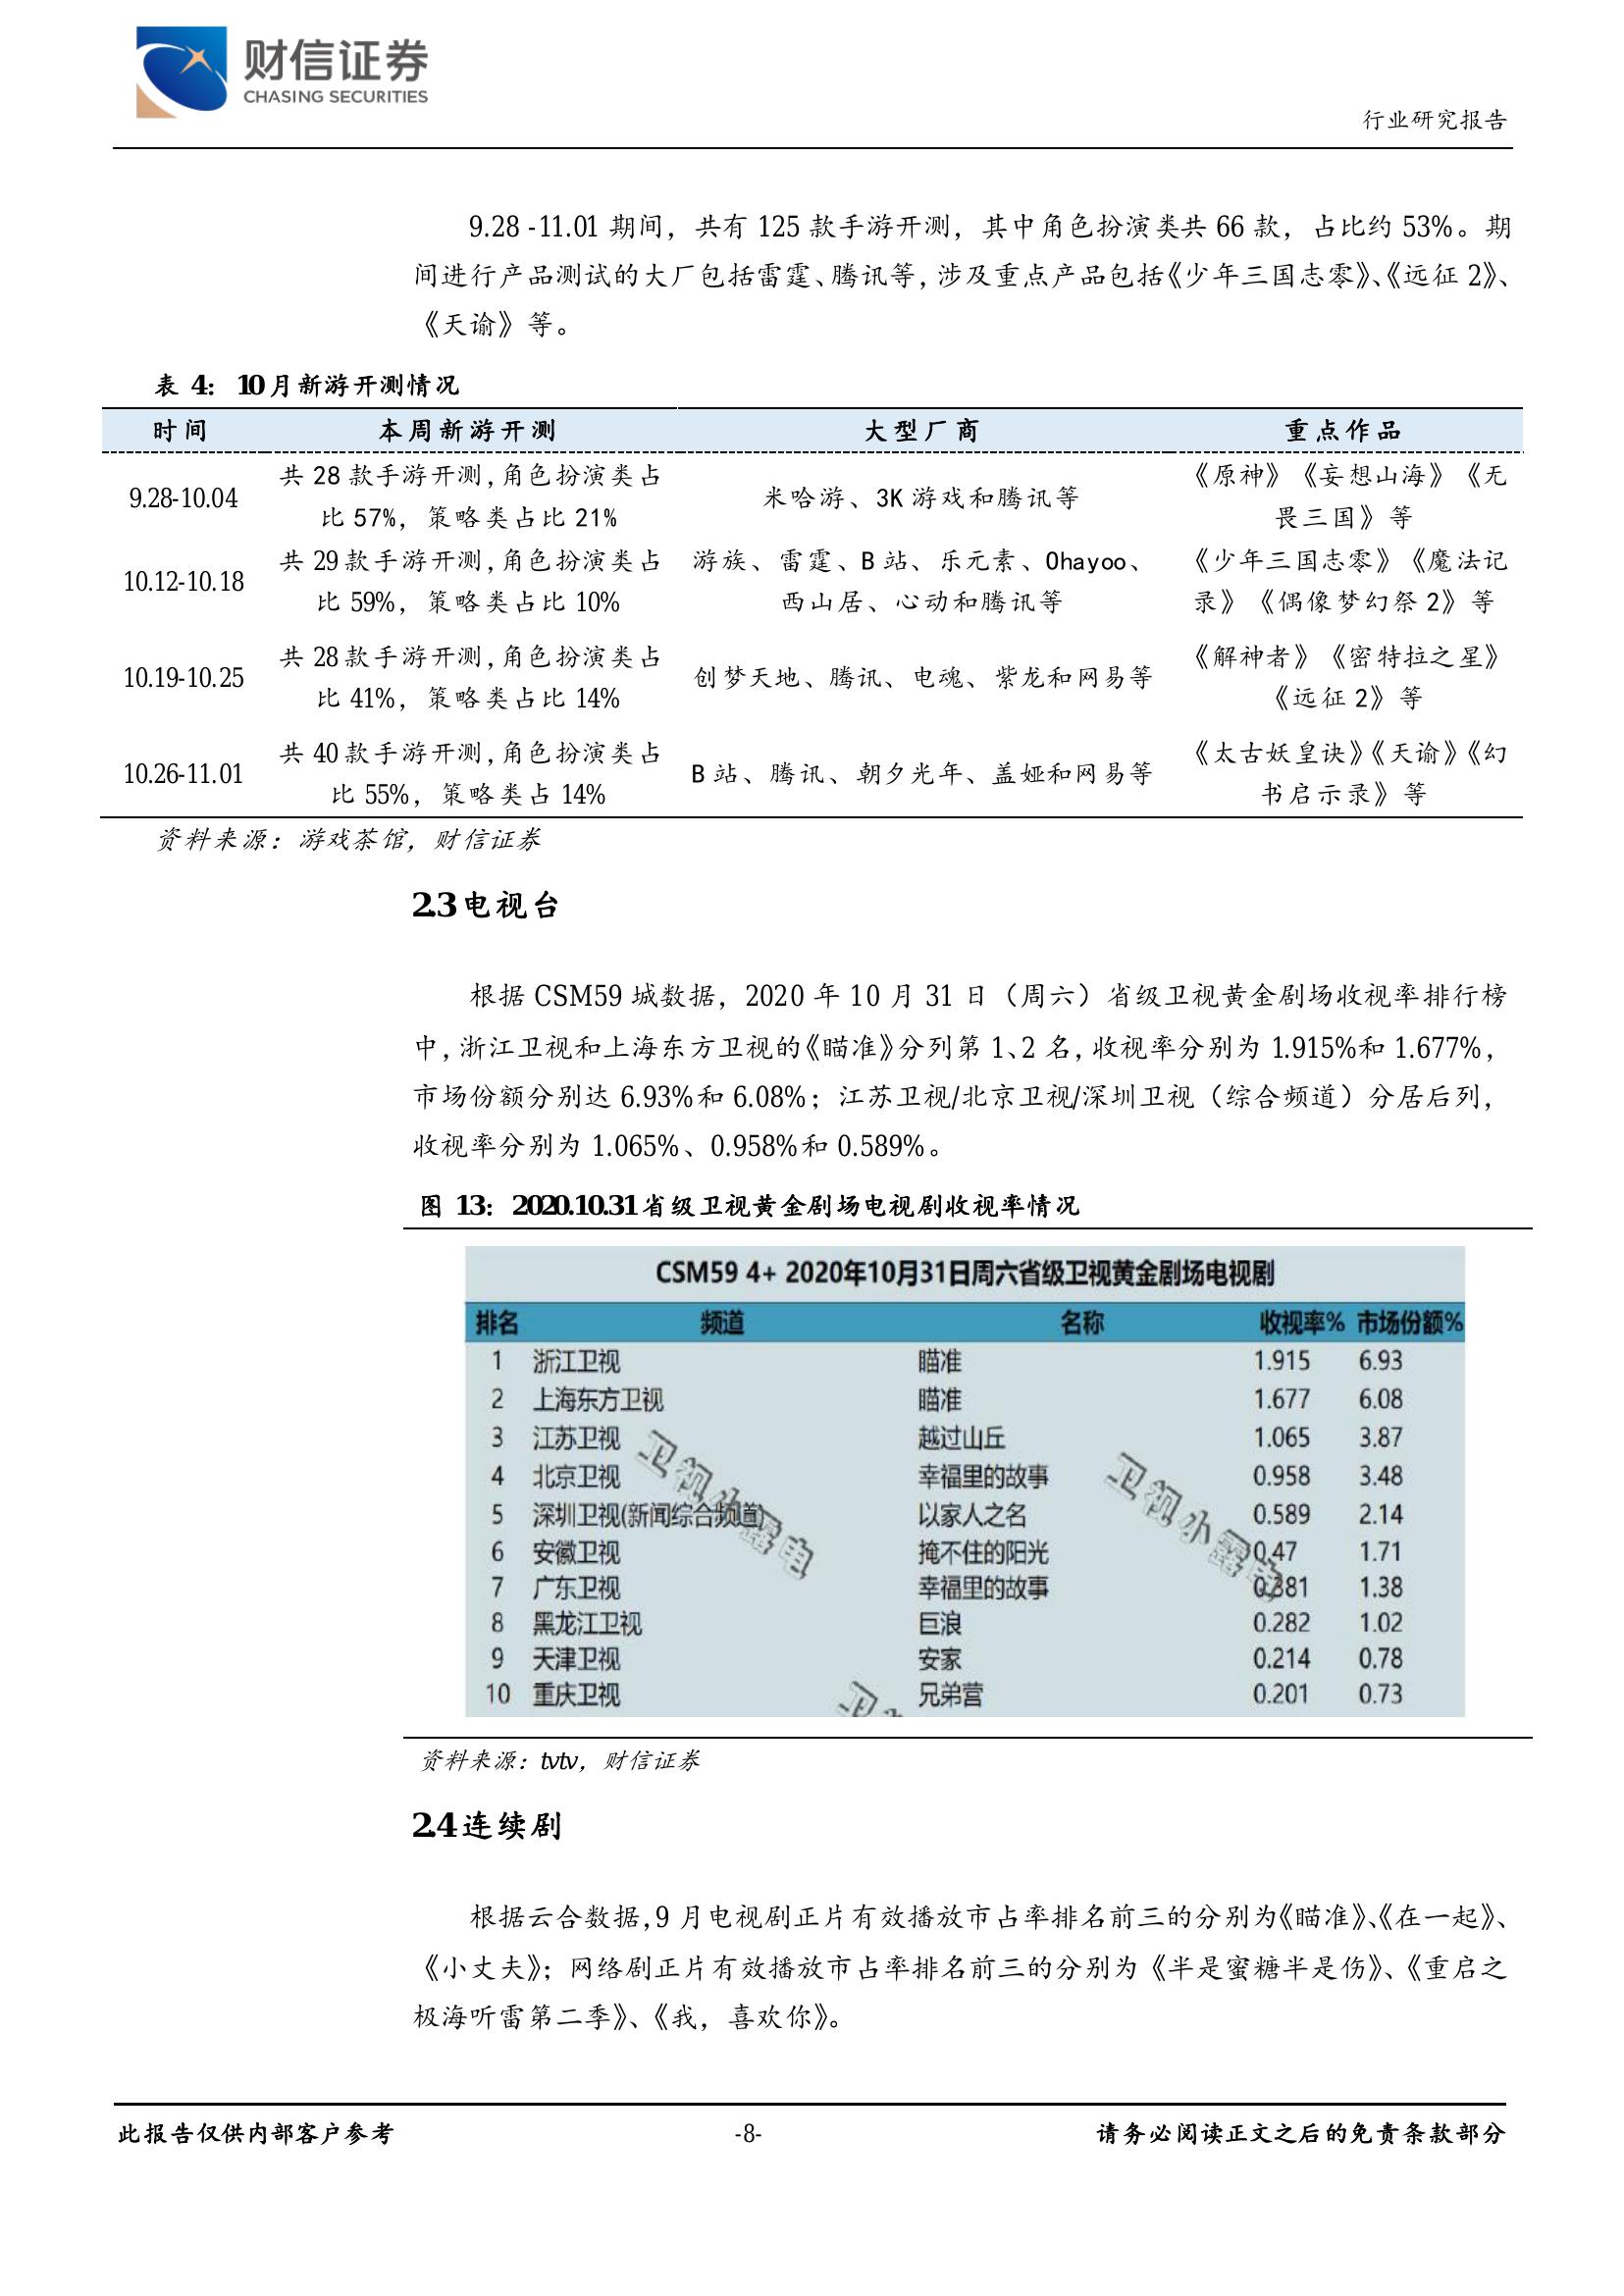 财信证券
CHASING SECURITIES
行业研究报告
9.28 -11.01 期间，共有 125 款手游开测，其中角色扮演类共 66 款，占比约 53%。期
间进行产品测试的大厂包括雷霆、腾讯等，涉及重点产品包括《少年三国志零》、《远征 2》、
《天谕》等。
表 4：10 月新游开测情况
时间 本周新游开测 大型厂商 重点作品
9.28-10.04 共 28 款手游开测，角色扮演类占 米哈游、3K 游戏和腾讯等 《原神》《妄想山海》《无
比 57%，策略类占比 21% 畏三国》等
10.12-10.18 共 29 款手游开测，角色扮演类占 游族、雷霆、B 站、乐元素、Ohayoo、 《少年三国志零》《魔法记
比 59%，策略类占比 10% 西山居、心动和腾讯等 录》《偶像梦幻祭 2》等
10.19-10.25 共 28 款手游开测，角色扮演类占 创梦天地、腾讯、电魂、紫龙和网易等 《解神者》《密特拉之星》
比 41%，策略类占比 14% 《远征 2》等
10.26-11.01 共 40 款手游开测，角色扮演类占 B 站、腾讯、朝夕光年、盖娅和网易等 《太古妖皇诀》《天谕》《幻
比 55%，策略类占 14% 书启示录》等
资料来源：游戏茶馆，财信证券
2.3 电视台
根据 CSM59 城数据，2020 年 10 月 31 日（周六）省级卫视黄金剧场收视率排行榜
中，浙江卫视和上海东方卫视的《瞄准》分列第 1、2 名，收视率分别为 1.915%和 1.677%，
市场份额分别达 6.93%和 6.08%；江苏卫视/北京卫视/深圳卫视（综合频道）分居后列，
收视率分别为 1.065%、0.958%和 0.589%。
图 13：2020.10.31 省级卫视黄金剧场电视剧收视率情况
CSM59 4+ 2020年10月31日周六省级卫视黄金剧场电视剧
排名 频道 名称 收视率% 市场份额%
1 浙江卫视 瞄准 1.915 6.93
2 上海东方卫视 瞄准 1.677 6.08
3 江苏卫视 越过山丘 1.065 3.87
4 北京卫视 幸福里的故事 0.958 3.48
5 深圳卫视(新闻综合频道) 以家人之名 0.589 2.14
6 安徽卫视 掩不住的阳光 0.47 1.71
7 广东卫视 幸福里的故事 0.381 1.38
8 黑龙江卫视 巨浪 0.282 1.02
9 天津卫视 安家 0.214 0.78
10 重庆卫视 兄弟营 0.201 0.73
卫视小露电
卫视小露电
资料来源：tvtv，财信证券
2.4 连续剧
根据云合数据，9 月电视剧正片有效播放市占率排名前三的分别为《瞄准》、《在一起》、
《小丈夫》；网络剧正片有效播放市占率排名前三的分别为《半是蜜糖半是伤》、《重启之
极海听雷第二季》、《我，喜欢你》。
此报告仅供内部客户参考 -8- 请务必阅读正文之后的免责条款部分